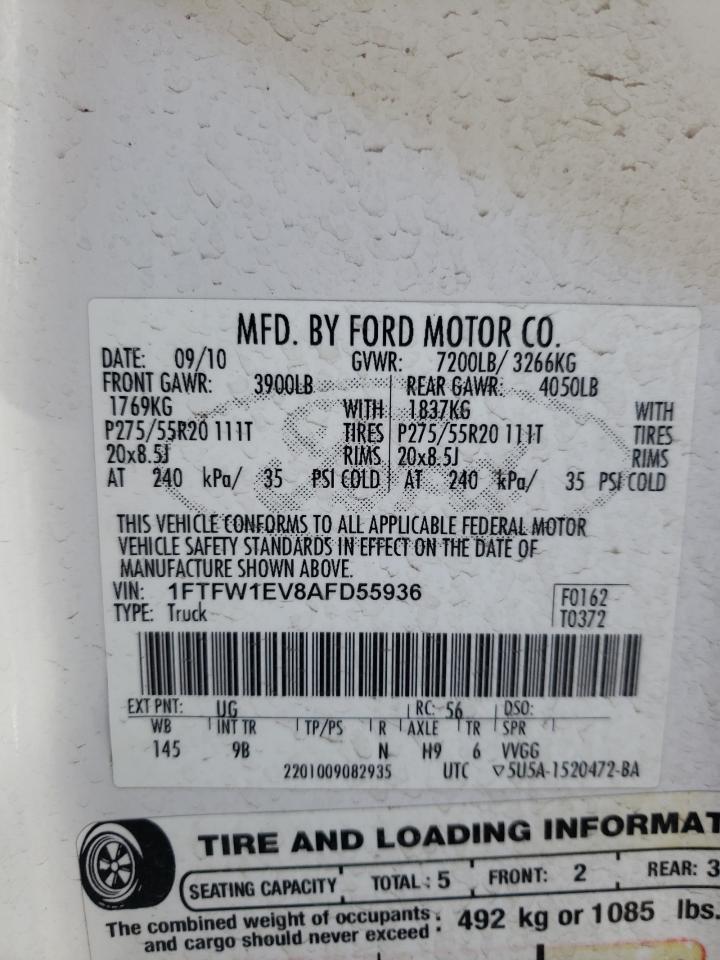 MFD. BY FORD MOTOR CO.
DATE: 09/10 GVWR: 7200LB/ 3266KG
FRONT GAWR: 3900LB REAR GAWR: 4050LB
1769KG WITH 1837KG WITH
P275/55R20 111T TIRES P275/55R20 111T TIRES
20x8.5J RIMS 20x8.5J RIMS
AT 240 kPa/ 35 PSI COLD AT 240 kPa/ 35 PSI COLD
THIS VEHICLE CONFORMS TO ALL APPLICABLE FEDERAL MOTOR
VEHICLE SAFETY STANDARDS IN EFFECT ON THE DATE OF
MANUFACTURE SHOWN ABOVE.
VIN: 1FTFW1EV8AFD55936 F0162
TYPE: Truck T0372
EXT PNT: UG RC: 56 DSO:
WB INT TR TP/PS R AXLE TR SPR
145 9B N H9 6 VVGG
2201009082935 UTC ▽5U5A-1520472-BA
TIRE AND LOADING INFORMAT
SEATING CAPACITY TOTAL : 5 FRONT: 2 REAR: 3
The combined weight of occupants : 492 kg or 1085 lbs.
and cargo should never exceed :